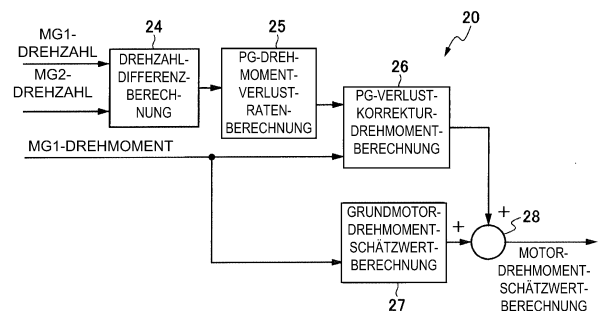 20
24
25
26
MG1-
DREHZAHL
MG2-
DREHZAHL
DREHZAHL-
DIFFERENZ-
BERECH-
NUNG
PG-DREH-
MOMENT-
VERLUST-
RATEN-
BERECHNUNG
PG-VERLUST-
KORREKTUR-
DREHMOMENT-
BERECHNUNG
MG1-DREHMOMENT
GRUNDMOTOR-
DREHMOMENT-
SCHÄTZWERT-
BERECHNUNG
27
+
+
28
MOTOR-
DREHMOMENT-
SCHÄTZWERT-
BERECHNUNG